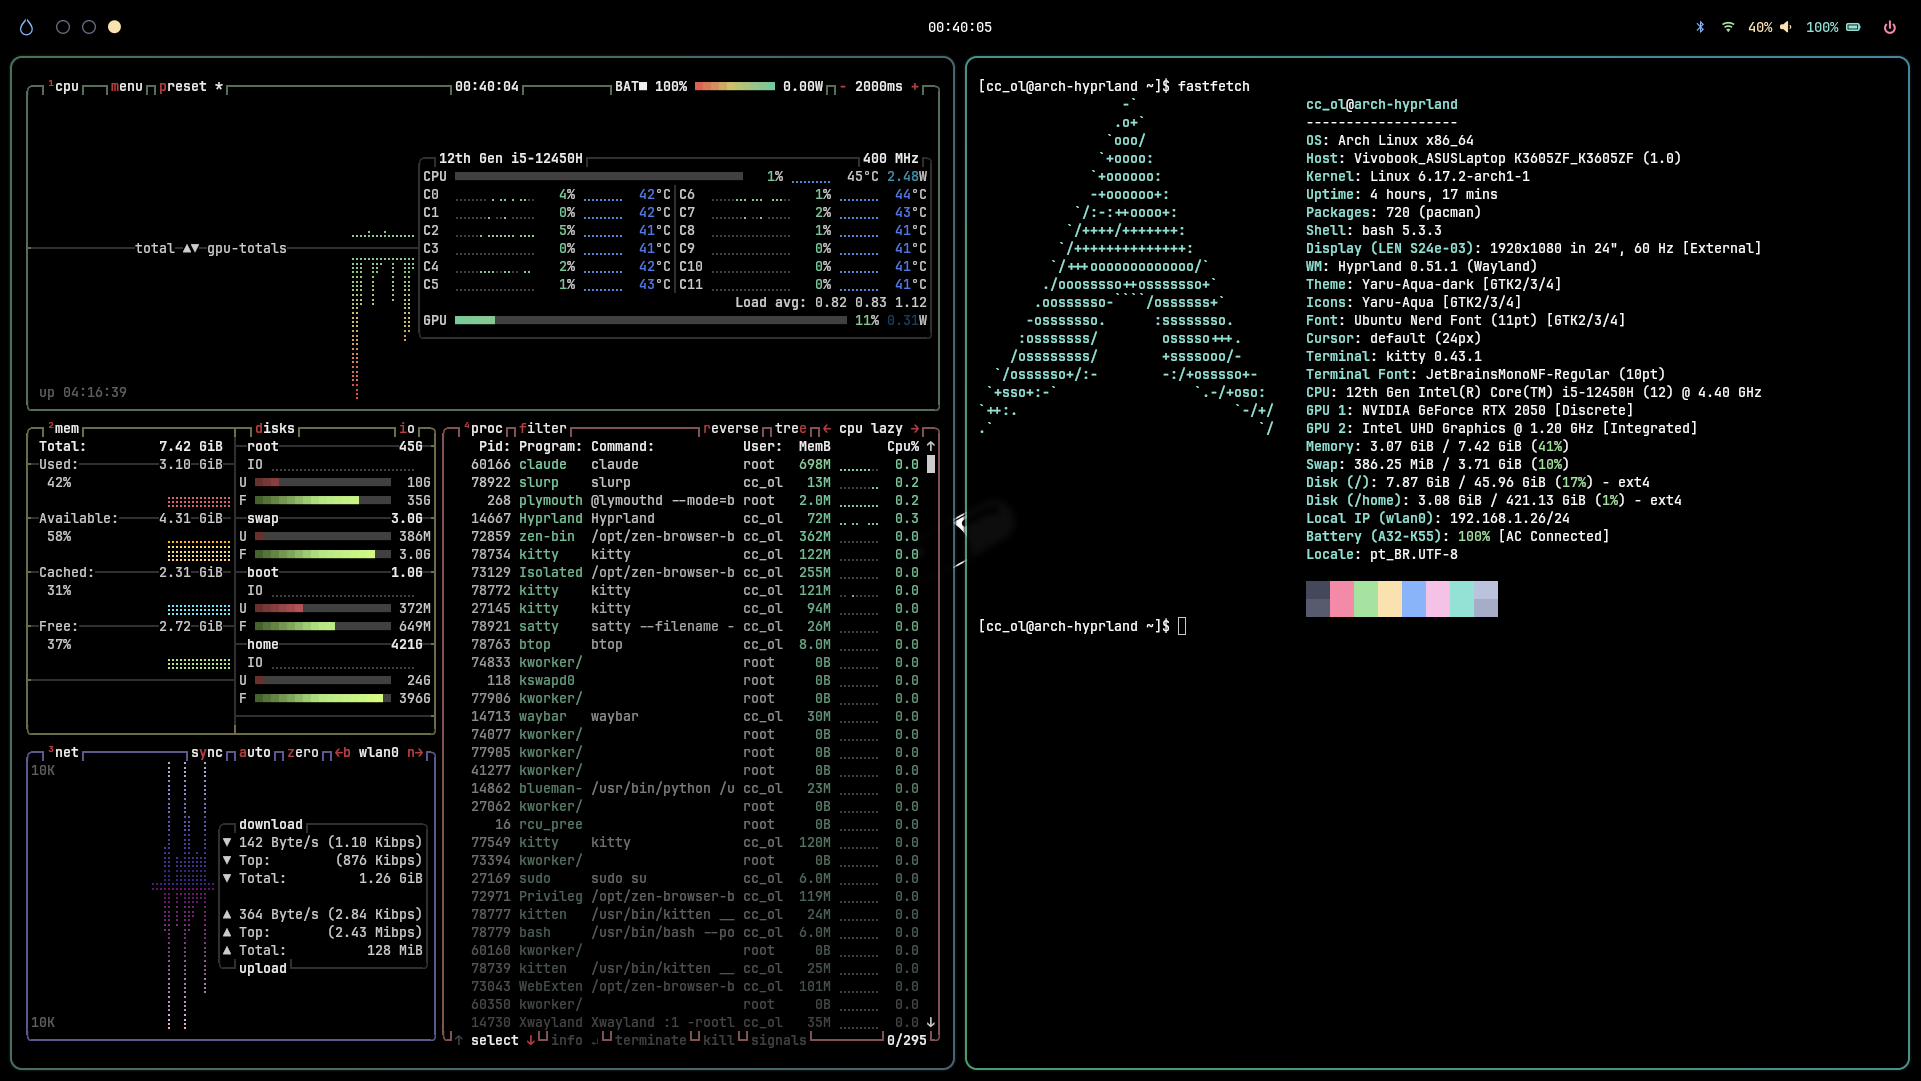 00:40:05
40%
100%
¹cpu menu preset * 00:40:04 BAT■ 100% 0.00W - 2000ms +
12th Gen i5-12450H 400 MHz
CPU 1% 45°C 2.48W
C0 4% 42°C C6 1% 44°C
C1 0% 42°C C7 2% 43°C
C2 5% 41°C C8 1% 41°C
C3 0% 41°C C9 0% 41°C
C4 2% 42°C C10 0% 41°C
C5 1% 43°C C11 0% 41°C
Load avg: 0.82 0.83 1.12
GPU 11% 0.31W
total ▲▼ gpu-totals
up 04:16:39
²mem disks io
Total: 7.42 GiB
Used: 3.10 GiB
42%
Available: 4.31 GiB
58%
Cached: 2.31 GiB
31%
Free: 2.72 GiB
37%
root 45G
IO
U 10G
F 35G
swap 3.0G
U 386M
F 3.0G
boot 1.0G
U 372M
F 649M
home 421G
IO
U 24G
F 396G
³net sync auto zero ←b wlan0 n→
10K
download
▼ 142 Byte/s (1.10 Kibps)
▼ Top: (876 Kibps)
▼ Total: 1.26 GiB
▲ 364 Byte/s (2.84 Kibps)
▲ Top: (2.43 Mibps)
▲ Total: 128 MiB
upload
10K
⁴proc filter reverse tree ← cpu lazy →
Pid: Program: Command: User: MemB Cpu% ↑
60166 claude claude root 698M 0.0
78922 slurp slurp cc_ol 13M 0.2
268 plymouth @lymouthd --mode=b root 2.0M 0.2
14667 Hyprland Hyprland cc_ol 72M 0.3
72859 zen-bin /opt/zen-browser-b cc_ol 362M 0.0
78734 kitty kitty cc_ol 122M 0.0
73129 Isolated /opt/zen-browser-b cc_ol 255M 0.0
78772 kitty kitty cc_ol 121M 0.0
27145 kitty kitty cc_ol 94M 0.0
78921 satty satty --filename - cc_ol 26M 0.0
78763 btop btop cc_ol 8.0M 0.0
74833 kworker/ root 0B 0.0
118 kswapd0 root 0B 0.0
77906 kworker/ root 0B 0.0
14713 waybar waybar cc_ol 30M 0.0
74077 kworker/ root 0B 0.0
77905 kworker/ root 0B 0.0
41277 kworker/ root 0B 0.0
14862 blueman- /usr/bin/python /u cc_ol 23M 0.0
27062 kworker/ root 0B 0.0
16 rcu_pree root 0B 0.0
77549 kitty kitty cc_ol 120M 0.0
73394 kworker/ root 0B 0.0
27169 sudo sudo su cc_ol 6.0M 0.0
72971 Privileg /opt/zen-browser-b cc_ol 119M 0.0
78777 kitten /usr/bin/kitten __ cc_ol 24M 0.0
78779 bash /usr/bin/bash --po cc_ol 6.0M 0.0
60160 kworker/ root 0B 0.0
78739 kitten /usr/bin/kitten __ cc_ol 25M 0.0
73043 WebExten /opt/zen-browser-b cc_ol 101M 0.0
60350 kworker/ root 0B 0.0
14730 Xwayland Xwayland :1 -rootl cc_ol 35M 0.0 ↓
↑ select ↓ info ↲ terminate kill signals 0/295
[cc_ol@arch-hyprland ~]$ fastfetch
-`
.o+`
`ooo/
`+oooo:
`+oooooo:
-+oooooo+:
`/:-:++oooo+:
`/++++/+++++++:
`/++++++++++++++:
`/+++ooooooooooooo/`
./ooosssso++osssssso+`
.oossssso-````/ossssss+`
-osssssso. :ssssssso.
:osssssss/ osssso+++.
/ossssssss/ +ssssooo/-
`/ossssso+/:- -:/+osssso+-
`+sso+:-` `.-/+oso:
`++:. `-/+/
.` `/
cc_ol@arch-hyprland
-------------------
OS: Arch Linux x86_64
Host: Vivobook_ASUSLaptop K3605ZF_K3605ZF (1.0)
Kernel: Linux 6.17.2-arch1-1
Uptime: 4 hours, 17 mins
Packages: 720 (pacman)
Shell: bash 5.3.3
Display (LEN S24e-03): 1920x1080 in 24", 60 Hz [External]
WM: Hyprland 0.51.1 (Wayland)
Theme: Yaru-Aqua-dark [GTK2/3/4]
Icons: Yaru-Aqua [GTK2/3/4]
Font: Ubuntu Nerd Font (11pt) [GTK2/3/4]
Cursor: default (24px)
Terminal: kitty 0.43.1
Terminal Font: JetBrainsMonoNF-Regular (10pt)
CPU: 12th Gen Intel(R) Core(TM) i5-12450H (12) @ 4.40 GHz
GPU 1: NVIDIA GeForce RTX 2050 [Discrete]
GPU 2: Intel UHD Graphics @ 1.20 GHz [Integrated]
Memory: 3.07 GiB / 7.42 GiB (41%)
Swap: 386.25 MiB / 3.71 GiB (10%)
Disk (/): 7.87 GiB / 45.96 GiB (17%) - ext4
Disk (/home): 3.08 GiB / 421.13 GiB (1%) - ext4
Local IP (wlan0): 192.168.1.26/24
Battery (A32-K55): 100% [AC Connected]
Locale: pt_BR.UTF-8
[cc_ol@arch-hyprland ~]$